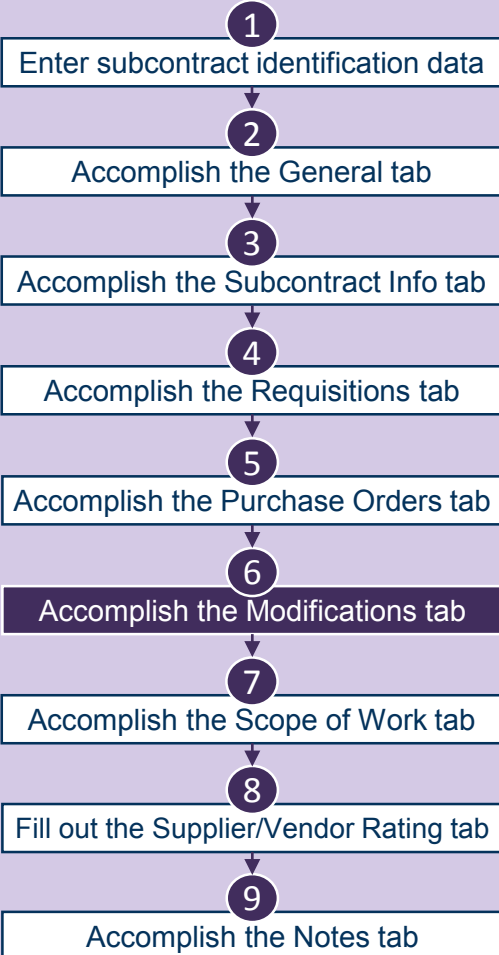 1
Enter subcontract identification data
2
Accomplish the General tab
3
Accomplish the Subcontract Info tab
4
Accomplish the Requisitions tab
5
Accomplish the Purchase Orders tab
6
Accomplish the Modifications tab
7
Accomplish the Scope of Work tab
8
Fill out the Supplier/Vendor Rating tab
9
Accomplish the Notes tab